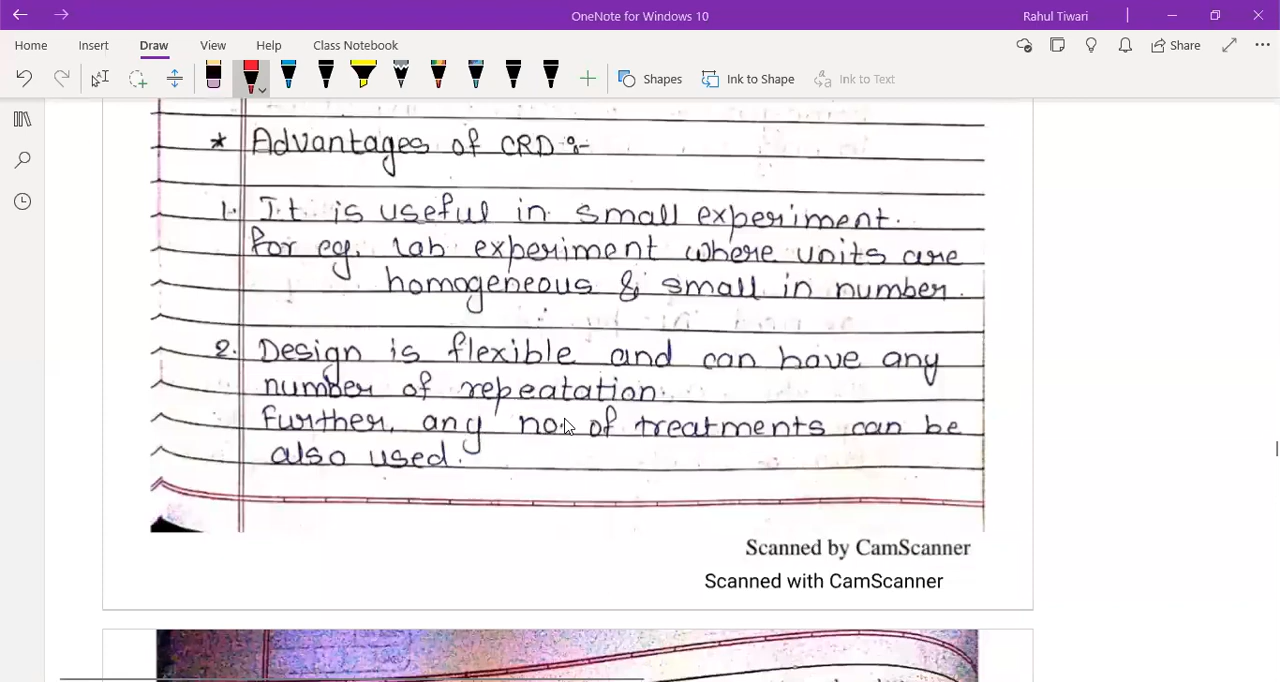 OneNote for Windows 10
Rahul Tiwari
Home Insert Draw View Help Class Notebook
Share
Shapes Ink to Shape Ink to Text
* Advantages of CRD :-
1. It is useful in small experiment.
for eg. lab experiment where units are
homogeneous & small in number.
2. Design is flexible and can have any
number of repeatation.
further, any no. of treatments can be
also used.
Scanned by CamScanner
Scanned with CamScanner